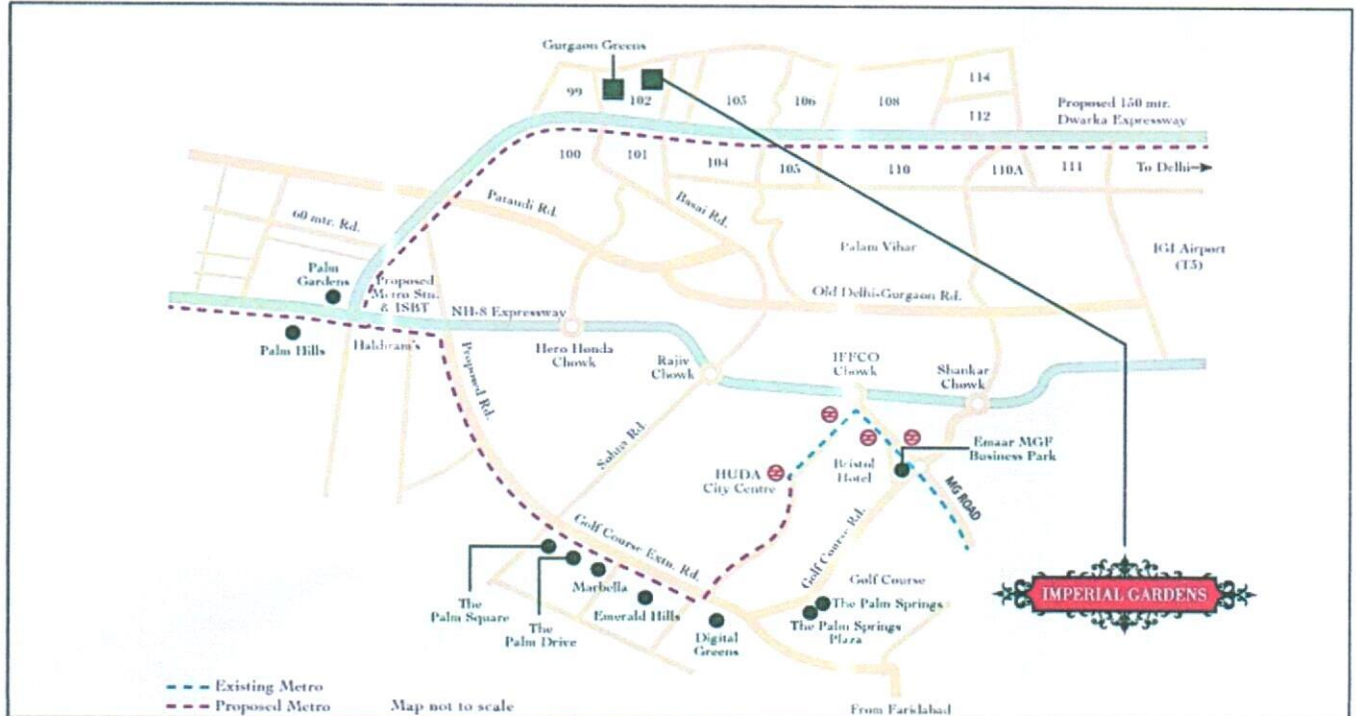 Gurgaon Greens
99
102
103
106
108
114
112
Proposed 150 mtr.
Dwarka Expressway
100
101
104
105
110
110A
111
To Delhi
60 mtr. Rd.
Pataudi Rd.
Basai Rd.
Palam Vihar
IGI Airport
(T3)
Palm
Gardens
Proposed
Metro Stn.
& ISBT
NH-8 Expressway
Old Delhi-Gurgaon Rd.
Palm Hills
Haldiram's
Hero Honda
Chowk
Rajiv
Chowk
IFFCO
Chowk
Shankar
Chowk
Proposed Rd.
Sohna Rd.
HUDA
City Centre
Bristol
Hotel
Emaar MGF
Business Park
MG ROAD
Golf Course Extn. Rd.
Golf Course Rd.
Golf Course
IMPERIAL GARDENS
The
Palm Square
The
Palm Drive
Marbella
Emerald Hills
Digital
Greens
The Palm Springs
The Palm Springs
Plaza
Existing Metro
Proposed Metro
Map not to scale
From Faridabad